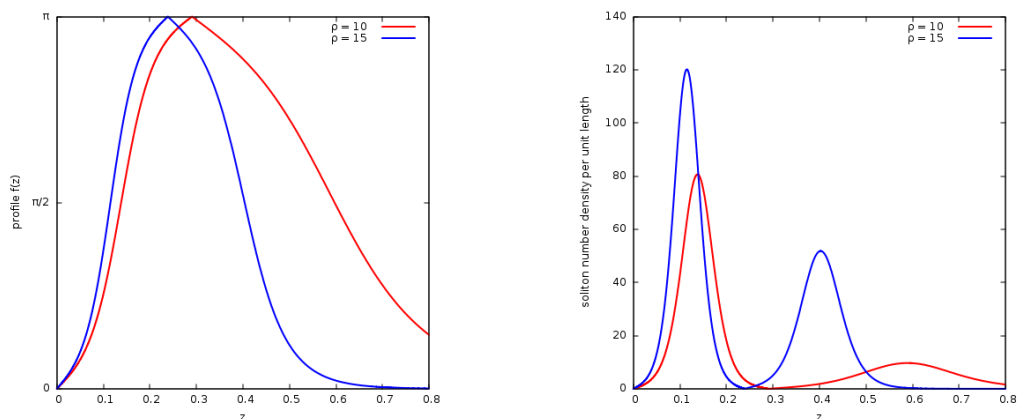 π
π/2
0
profile f(z)
ρ = 10
ρ = 15
0 0.1 0.2 0.3 0.4 0.5 0.6 0.7 0.8
z
140
120
100
80
60
40
20
0
soliton number density per unit length
ρ = 10
ρ = 15
0 0.1 0.2 0.3 0.4 0.5 0.6 0.7 0.8
z